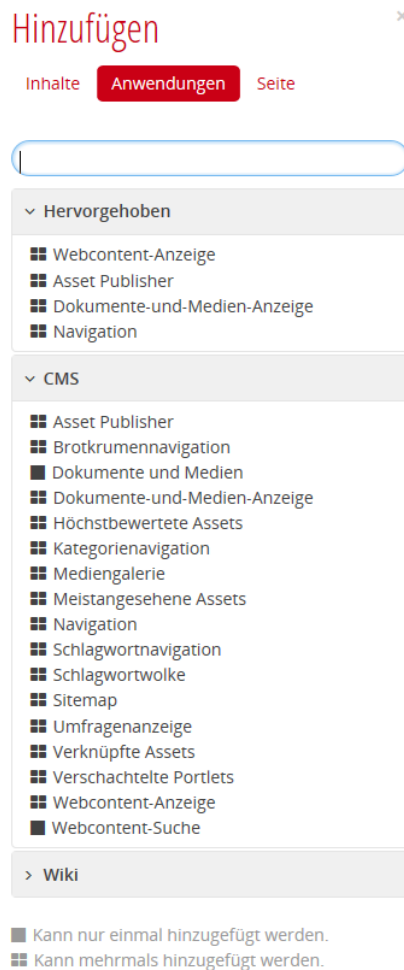 Hinzufügen
Inhalte Anwendungen Seite
Hervorgehoben
Webcontent-Anzeige
Asset Publisher
Dokumente-und-Medien-Anzeige
Navigation
CMS
Asset Publisher
Brotkrumennavigation
Dokumente und Medien
Dokumente-und-Medien-Anzeige
Höchstbewertete Assets
Kategorienavigation
Mediengalerie
Meistangesehene Assets
Navigation
Schlagwortnavigation
Schlagwortwolke
Sitemap
Umfragenanzeige
Verknüpfte Assets
Verschachtelte Portlets
Webcontent-Anzeige
Webcontent-Suche
Wiki
Kann nur einmal hinzugefügt werden.
Kann mehrmals hinzugefügt werden.